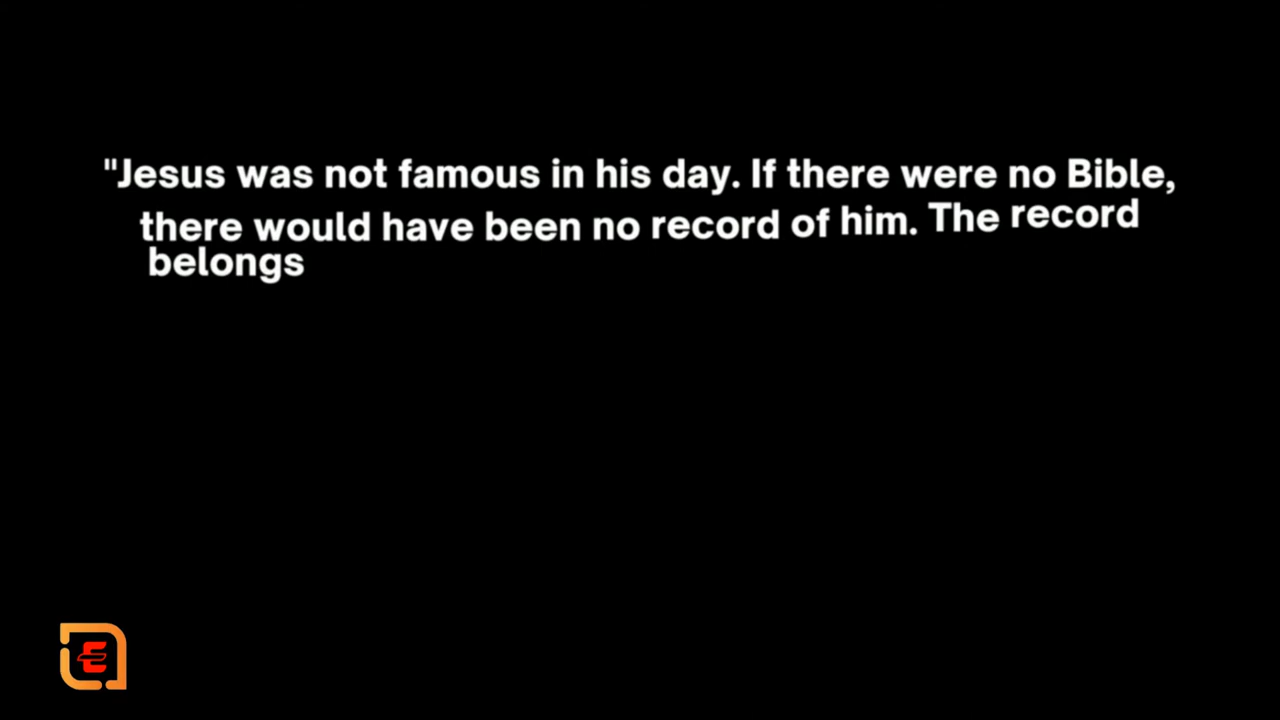 "Jesus was not famous in his day. If there were no Bible,
there would have been no record of him. The record
belongs